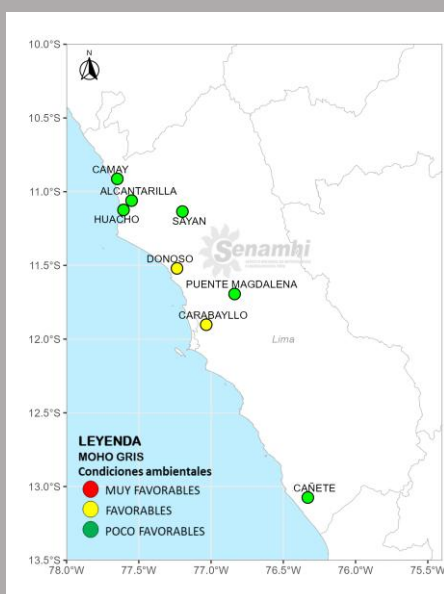 10.0°S
N
10.5°S
CAMAY
11.0°S
ALCANTARILLA
HUACHO
SAYAN
Senamhi
DONOSO
11.5°S
PUENTE MAGDALENA
CARABAYLLO
12.0°S
Lima
12.5°S
LEYENDA
MOHO GRIS
Condiciones ambientales
MUY FAVORABLES
FAVORABLES
POCO FAVORABLES
CAÑETE
13.0°S
13.5°S
78.0°W 77.5°W 77.0°W 76.5°W 76.0°W 75.5°W